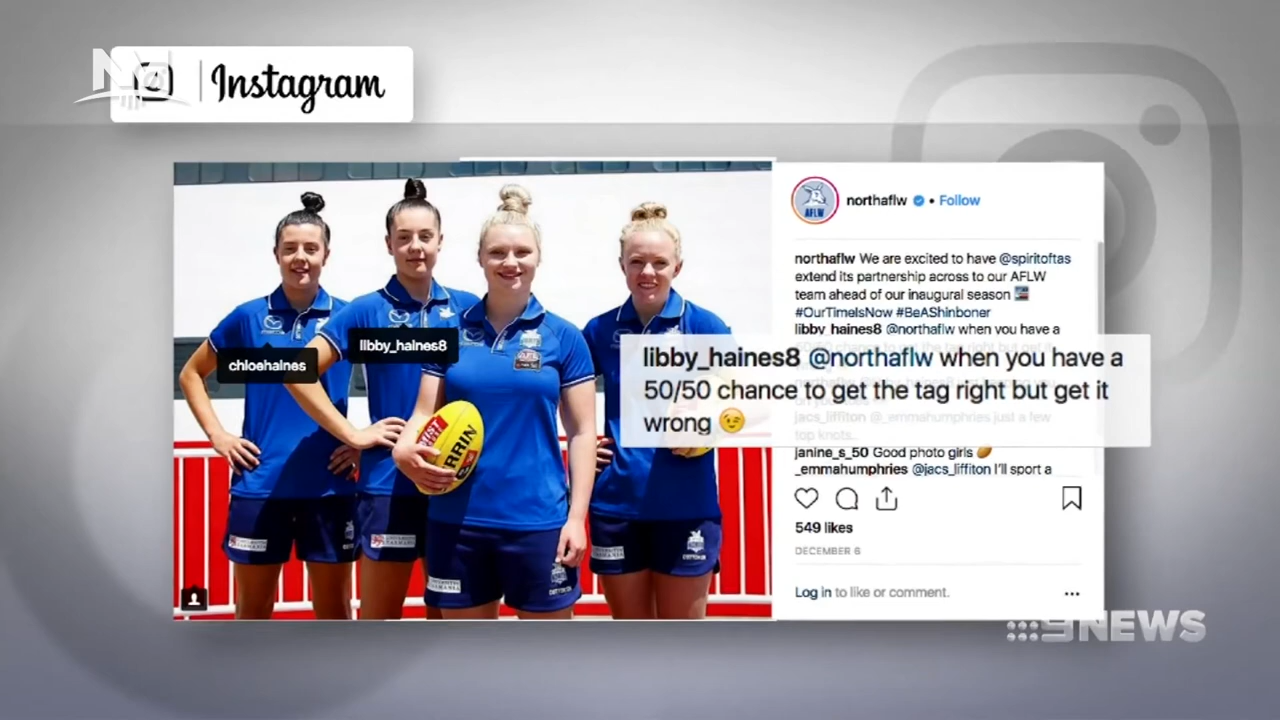 Instagram
northaflw • Follow
AFLW
northaflw We are excited to have @spiritoftas
extend its partnership across to our AFLW
team ahead of our inaugural season
#OurTimeIsNow #BeAShinboner
libby_haines8 @northaflw when you have a
libby_haines8 @northaflw when you have a
50/50 chance to get the tag right but get it
wrong 😉
jacs_liffiton @_emmahumphries just a few
top knots..
janine_s_50 Good photo girls 🏉
_emmahumphries @jacs_liffiton I'll sport a
549 likes
DECEMBER 6
Log in to like or comment.
chloehaines
libby_haines8
9NEWS